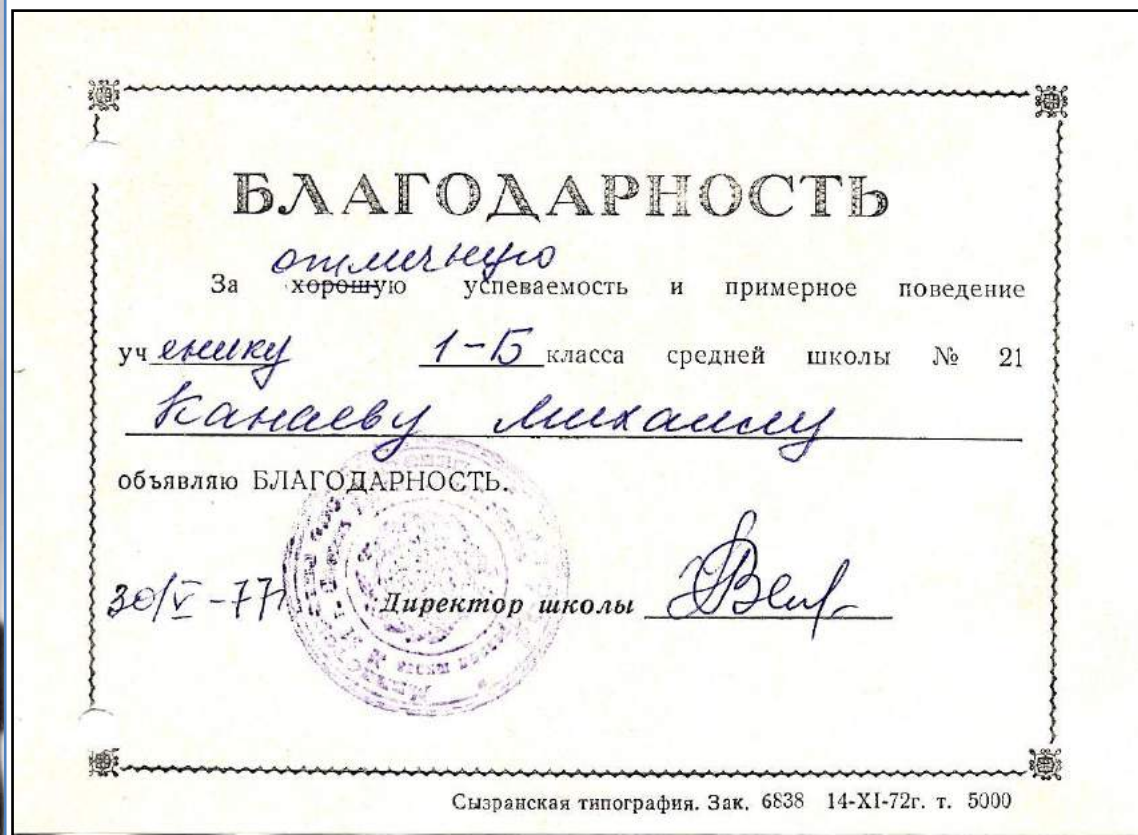 БЛАГОДАРНОСТЬ
отличную
За хорошую успеваемость и примерное поведение
ученику 1-Б класса средней школы № 21
Канаеву Михаилу
объявляю БЛАГОДАРНОСТЬ.
30/V-77 Директор школы
Сызранская типография. Зак. 6838 14-XI-72г. т. 5000